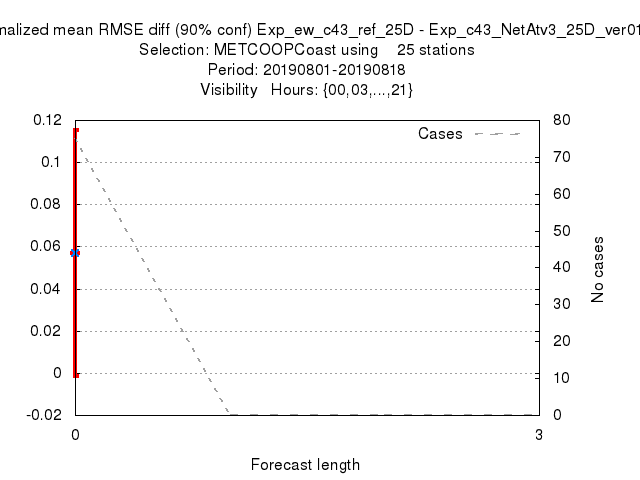 malized mean RMSE diff (90% conf) Exp_ew_c43_ref_25D - Exp_c43_NetAtv3_25D_ver01
Selection: METCOOPCoast using 25 stations
Period: 20190801-20190818
Visibility Hours: {00,03,...,21}
0.12
0.1
0.08
0.06
0.04
0.02
0
-0.02
Cases
80
70
60
50
40
30
20
10
0
No cases
0
3
Forecast length